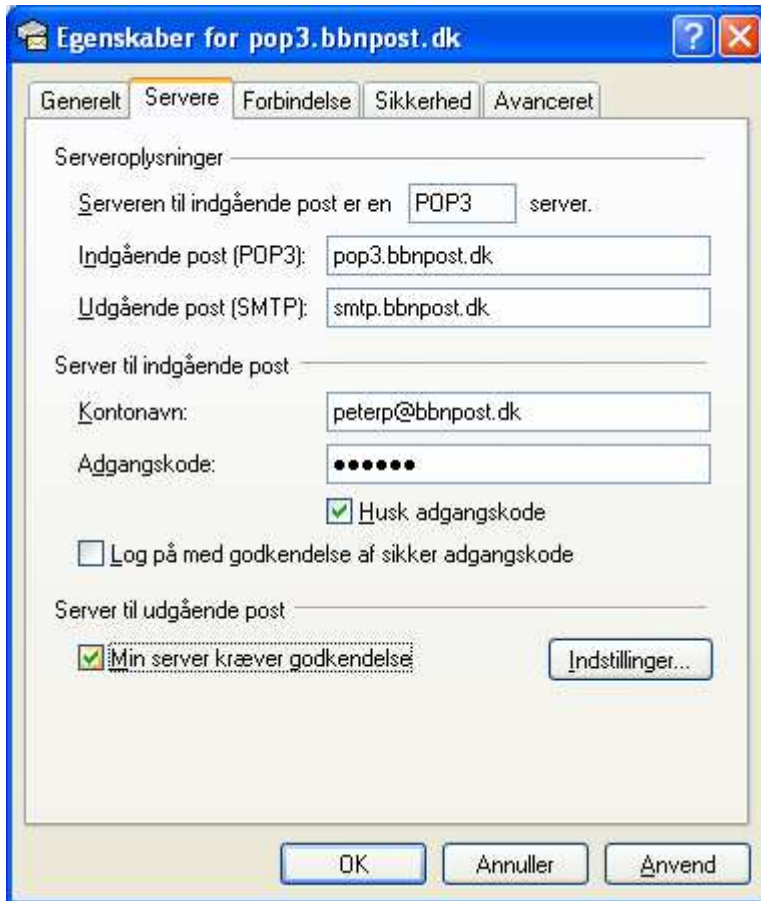 Egenskaber for pop3.bbnpost.dk
Generelt Servere Forbindelse Sikkerhed Avanceret
Serveroplysninger
Serveren til indgående post er en POP3 server.
Indgående post (POP3): pop3.bbnpost.dk
Udgående post (SMTP): smtp.bbnpost.dk
Server til indgående post
Kontonavn: peterp@bbnpost.dk
Adgangskode: ●●●●●●
Husk adgangskode
Log på med godkendelse af sikker adgangskode
Server til udgående post
Min server kræver godkendelse Indstillinger...
OK Annuller Anvend